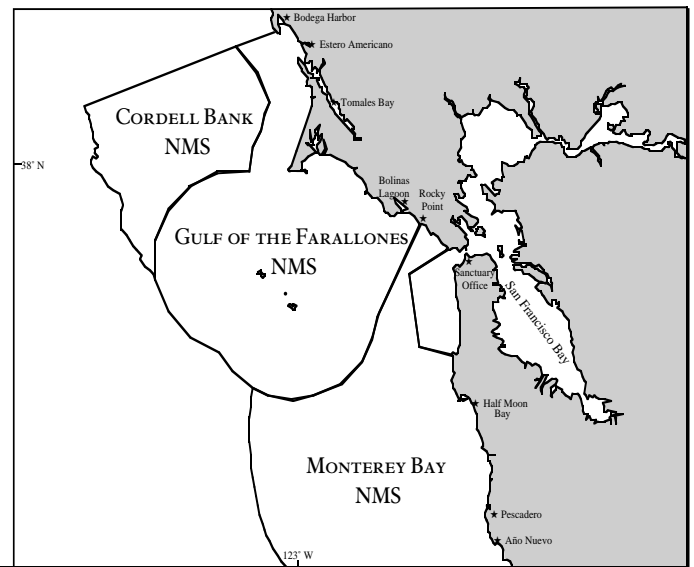 Bodega Harbor
Estero Americano
Tomales Bay
CORDELL BANK
NMS
38° N
Bolinas
Lagoon
Rocky
Point
GULF OF THE FARALLONES
NMS
Sanctuary
Office
San Francisco Bay
Half Moon
Bay
MONTEREY BAY
NMS
Pescadero
Año Nuevo
123° W